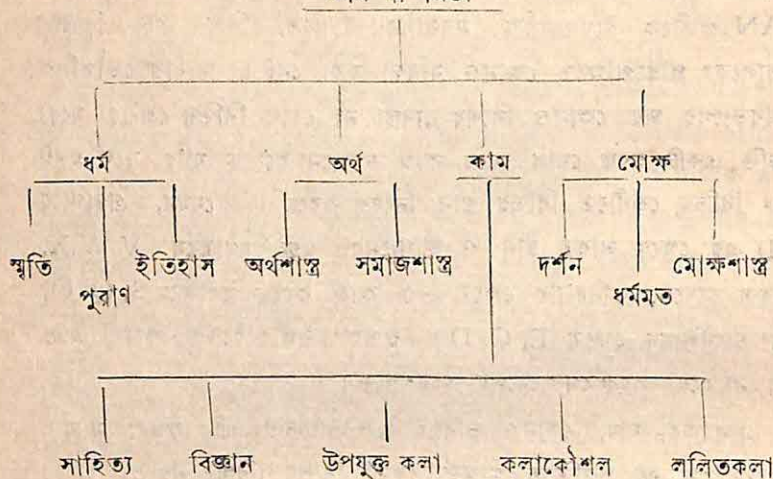 ধর্ম অর্থ কাম মোক্ষ
স্মৃতি ইতিহাস অর্থশাস্ত্র সমাজশাস্ত্র দর্শন মোক্ষশাস্ত্র
পুরাণ ধর্মমত
সাহিত্য বিজ্ঞান উপযুক্ত কলা কলাকৌশল ললিতকলা